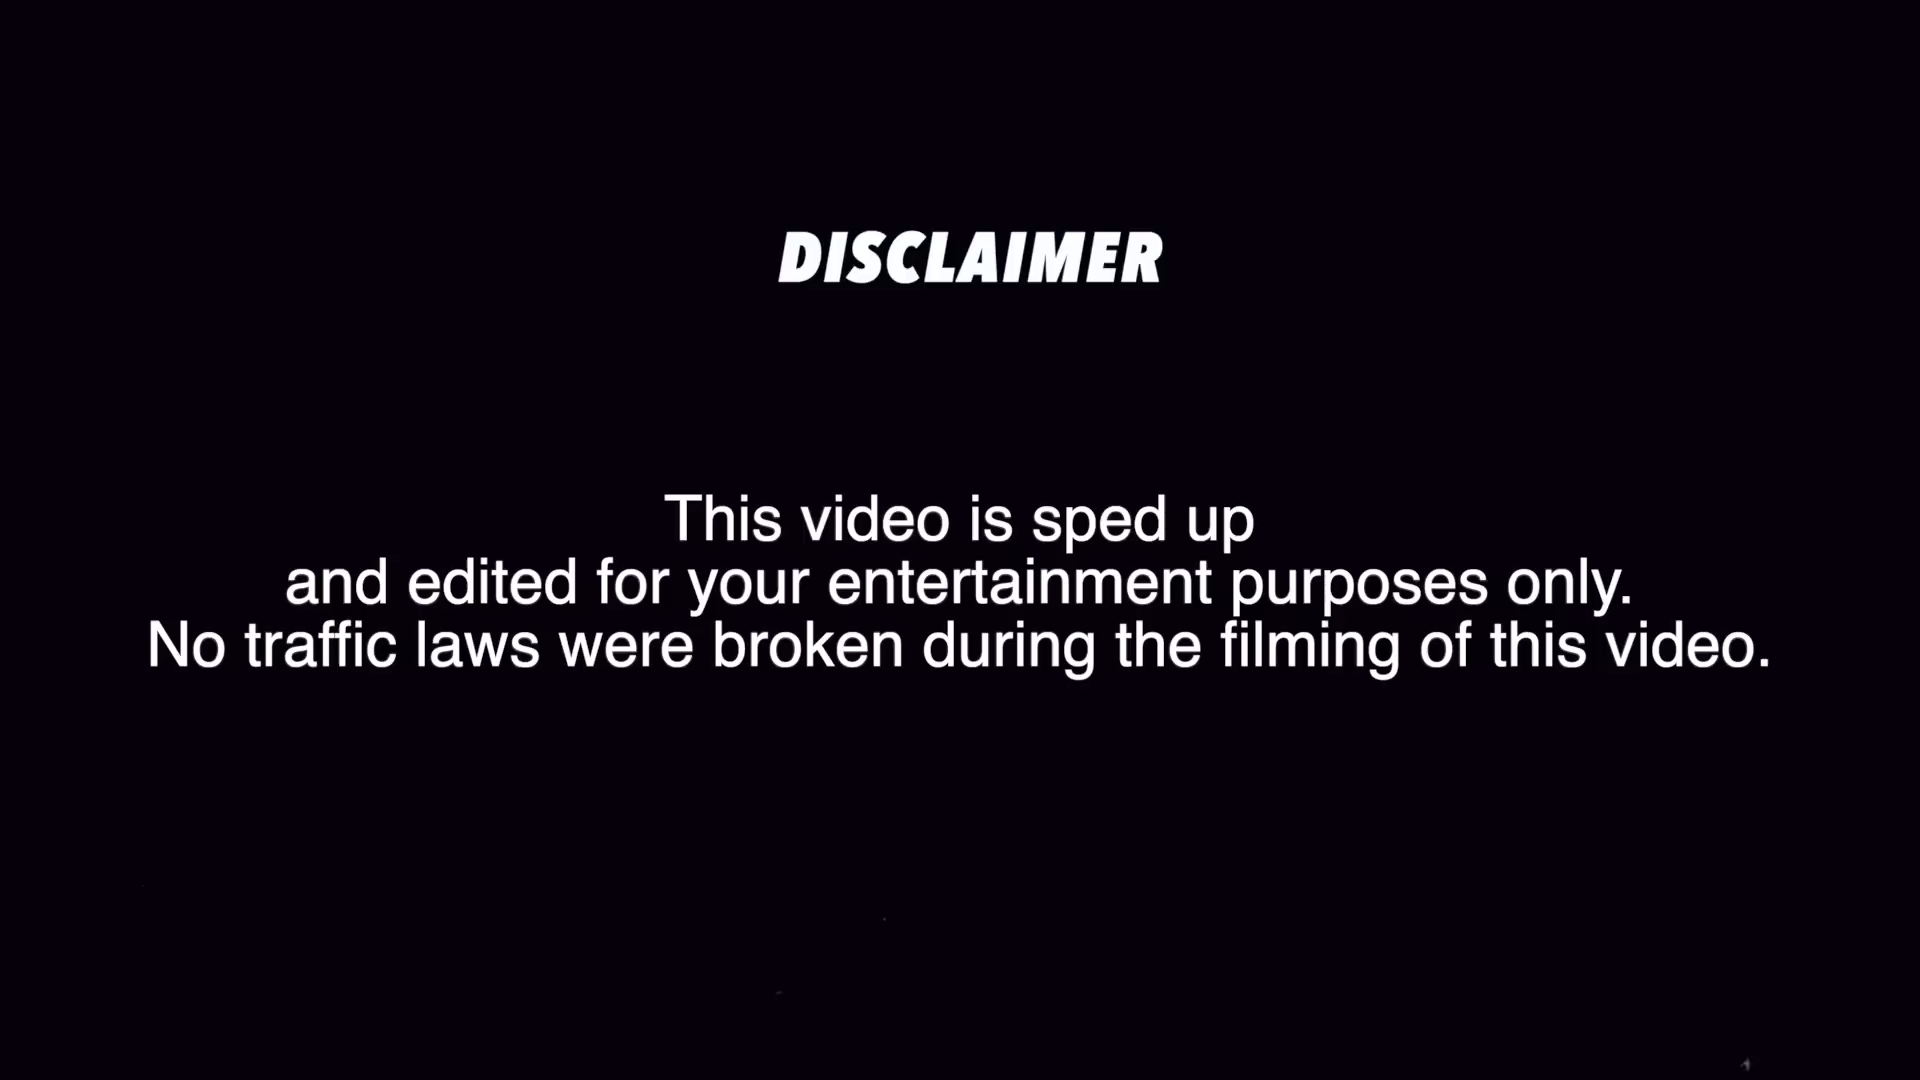 DISCLAIMER
This video is sped up
and edited for your entertainment purposes only.
No traffic laws were broken during the filming of this video.